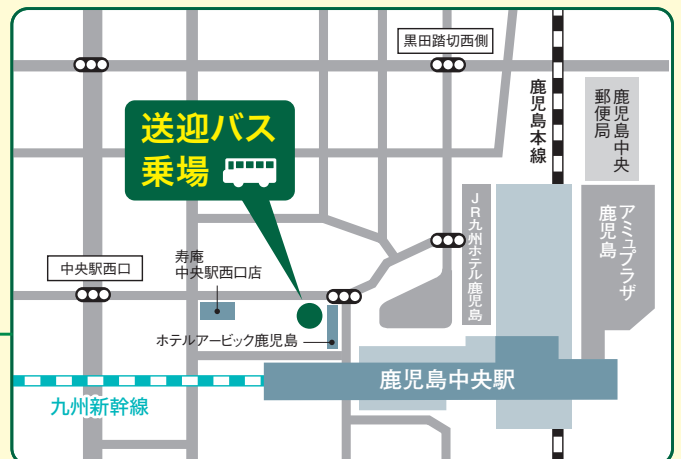 黒田踏切西側
送迎バス
乗場
鹿児島本線
鹿児島中央
郵便局
アミュプラザ
鹿児島
JR九州ホテル鹿児島
中央駅西口
寿庵
中央駅西口店
ホテルアービック鹿児島
鹿児島中央駅
九州新幹線